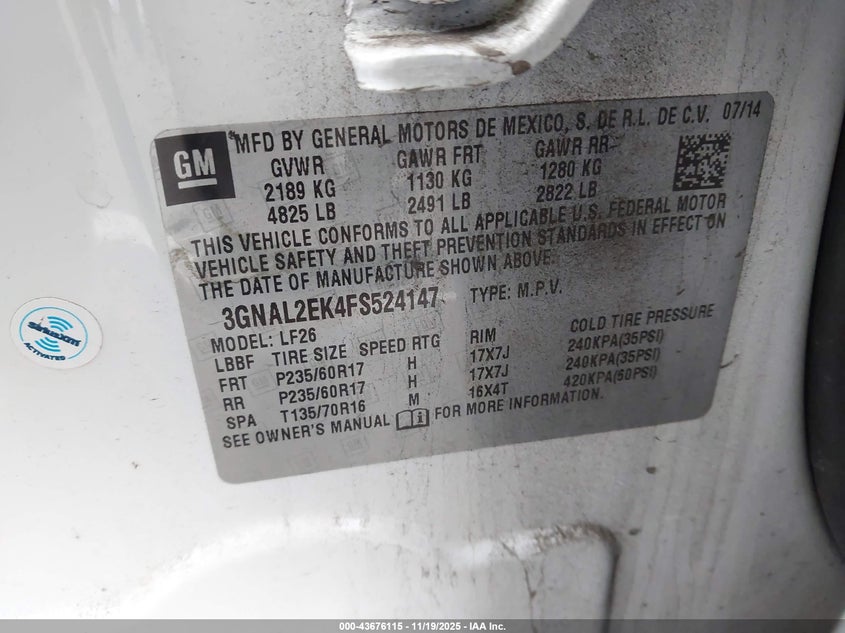 GM
*MFD BY GENERAL MOTORS DE MEXICO, S. DE R.L. DE C.V. 07/14
GVWR GAWR FRT GAWR RR
2189 KG 1130 KG 1280 KG
4825 LB 2491 LB 2822 LB
THIS VEHICLE CONFORMS TO ALL APPLICABLE U.S. FEDERAL MOTOR
VEHICLE SAFETY AND THEFT PREVENTION STANDARDS IN EFFECT ON
THE DATE OF MANUFACTURE SHOWN ABOVE.
3GNAL2EK4FS524147 TYPE: M.P.V.
MODEL: LF26
LBBF TIRE SIZE SPEED RTG RIM COLD TIRE PRESSURE
FRT P235/60R17 H 17X7J 240KPA(35PSI)
RR P235/60R17 H 17X7J 240KPA(35PSI)
SPA T135/70R16 M 16X4T 420KPA(60PSI)
SEE OWNER'S MANUAL FOR MORE INFORMATION.
siriusxm
ACTIVATED
000-43676115 - 11/19/2025 - IAA Inc.